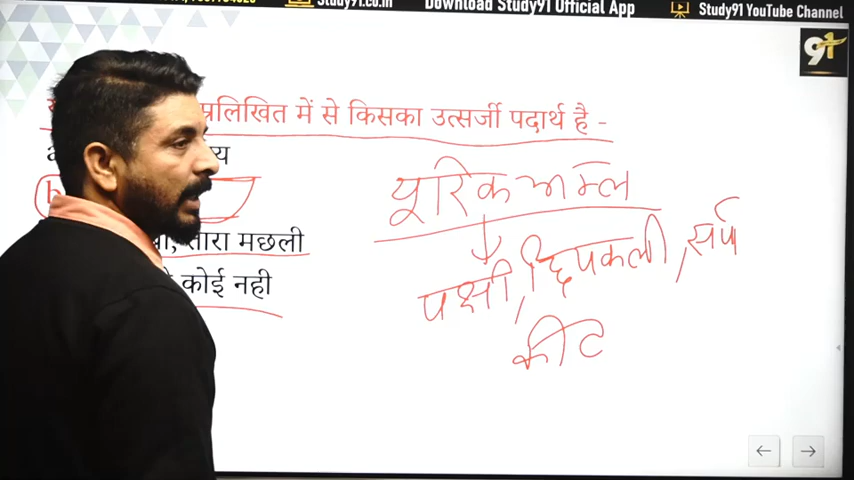 Study91.co.in
Download Study91 Official App
Study91 YouTube Channel
91
प्रलिखित में से किसका उत्सर्जी पदार्थ है -
य
b
तारा मछली
कोई नही
यूरिक अम्ल
पक्षी, छिपकली, सर्प
कीट